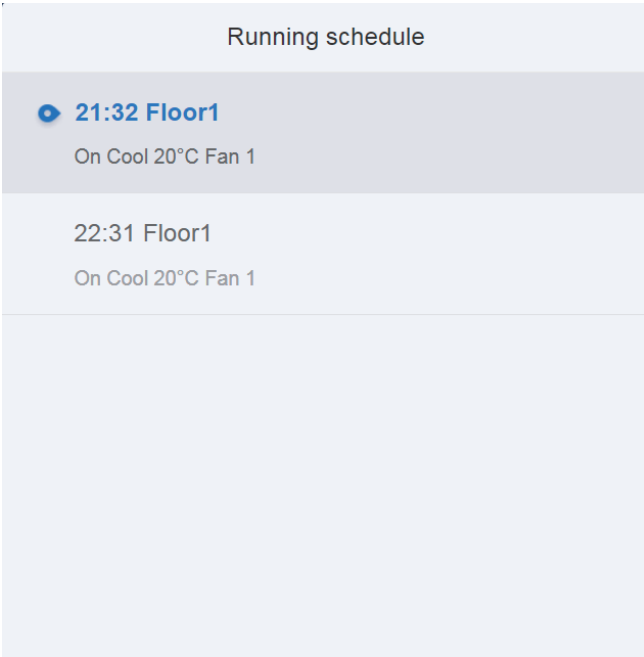 Running schedule
21:32 Floor1
On Cool 20°C Fan 1
22:31 Floor1
On Cool 20°C Fan 1